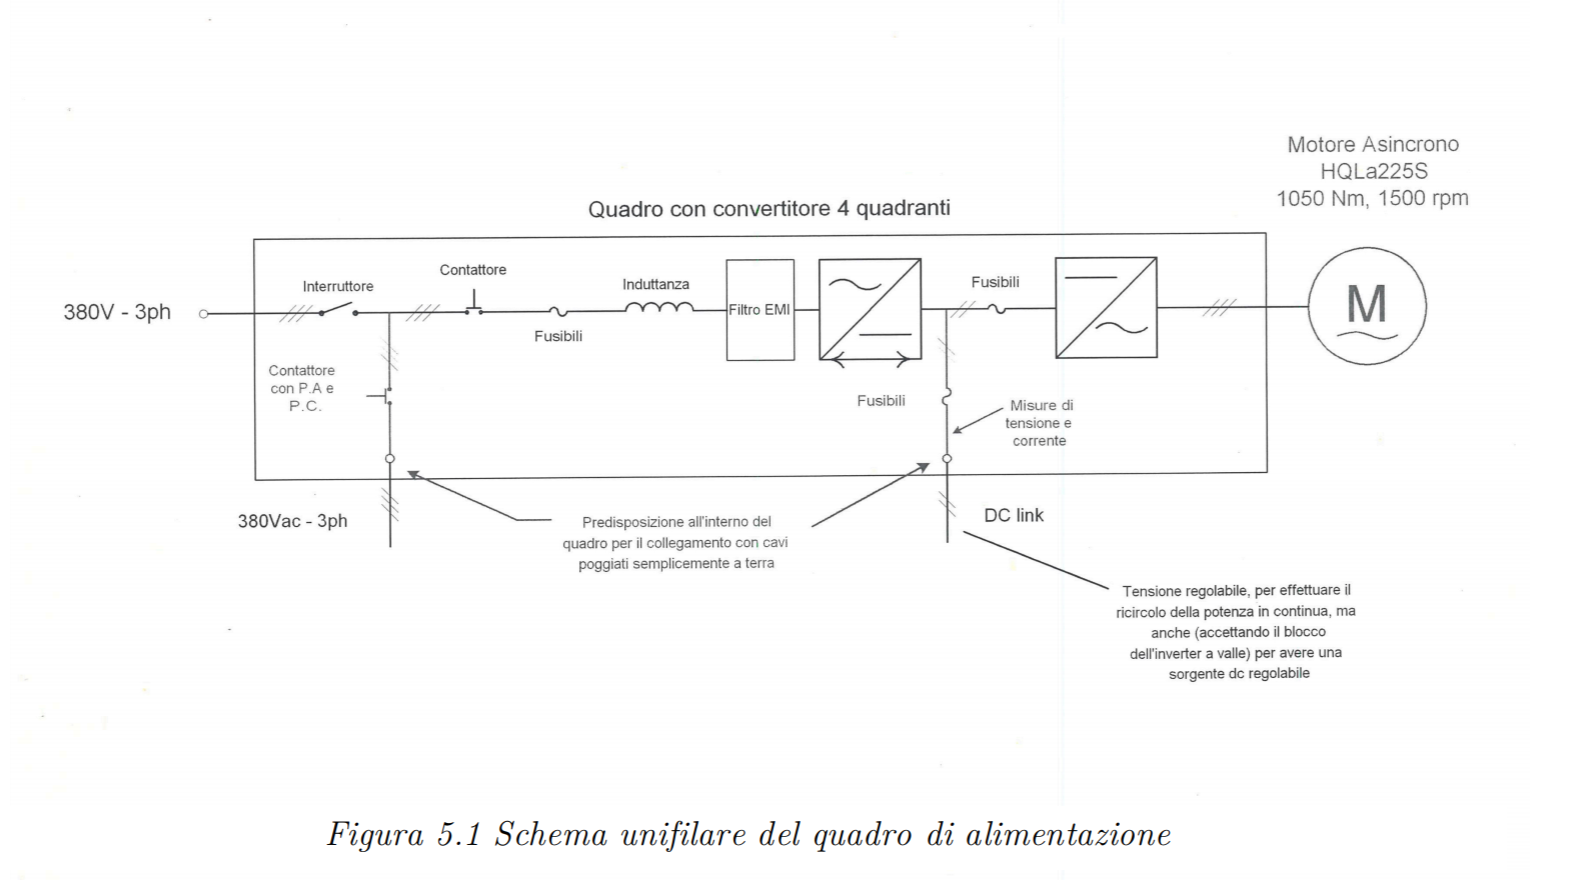 Motore Asincrono
HQLa225S
1050 Nm, 1500 rpm
Quadro con convertitore 4 quadranti
Contattore
Interruttore
Induttanza
Fusibili
380V - 3ph
Filtro EMI
Fusibili
M
Contattore
con P.A e
P.C.
Fusibili
Misure di
tensione e
corrente
380Vac - 3ph
Predisposizione all'interno del
quadro per il collegamento con cavi
poggiati semplicemente a terra
DC link
Tensione regolabile, per effettuare il
ricircolo della potenza in continua, ma
anche (accettando il blocco
dell'inverter a valle) per avere una
sorgente dc regolabile
Figura 5.1 Schema unifilare del quadro di alimentazione